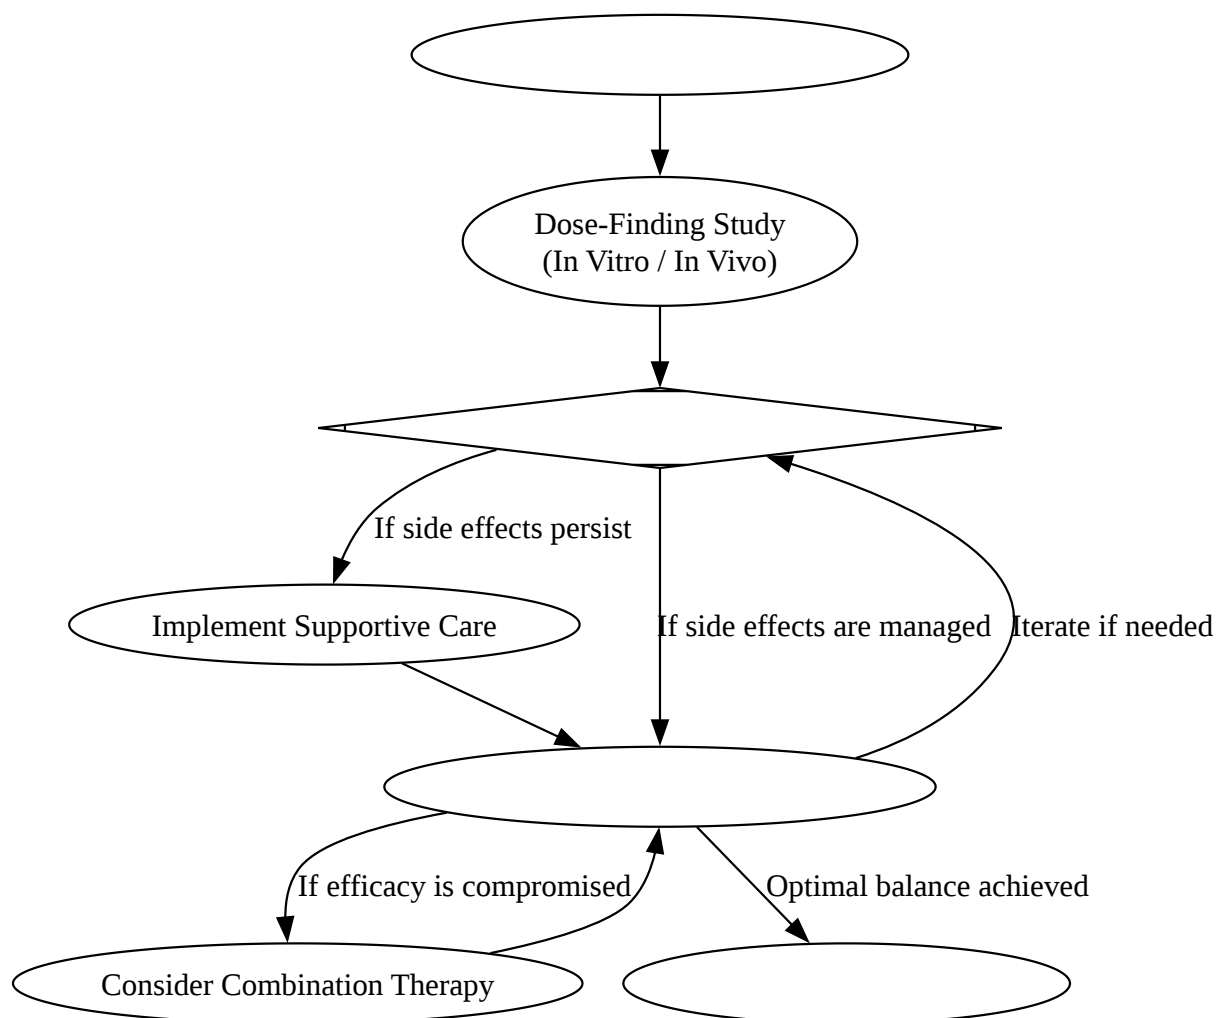 Dose-Finding Study
(In Vitro / In Vivo)
If side effects persist
Implement Supportive Care
If side effects are managed
Iterate if needed
If efficacy is compromised
Optimal balance achieved
Consider Combination Therapy